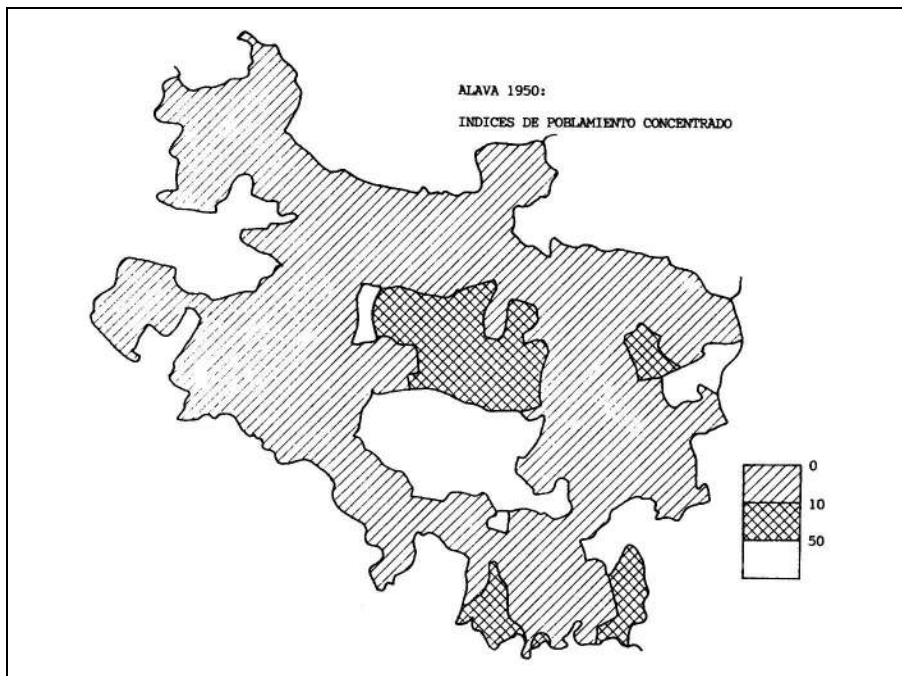 ALAVA 1950:
INDICES DE POBLAMIENTO CONCENTRADO
0
10
50